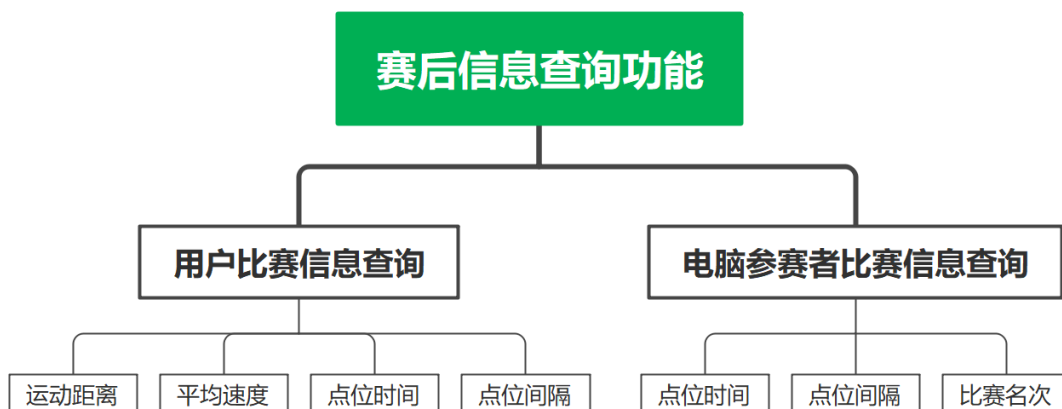 赛后信息查询功能
用户比赛信息查询
电脑参赛者比赛信息查询
运动距离
平均速度
点位时间
点位间隔
点位时间
点位间隔
比赛名次